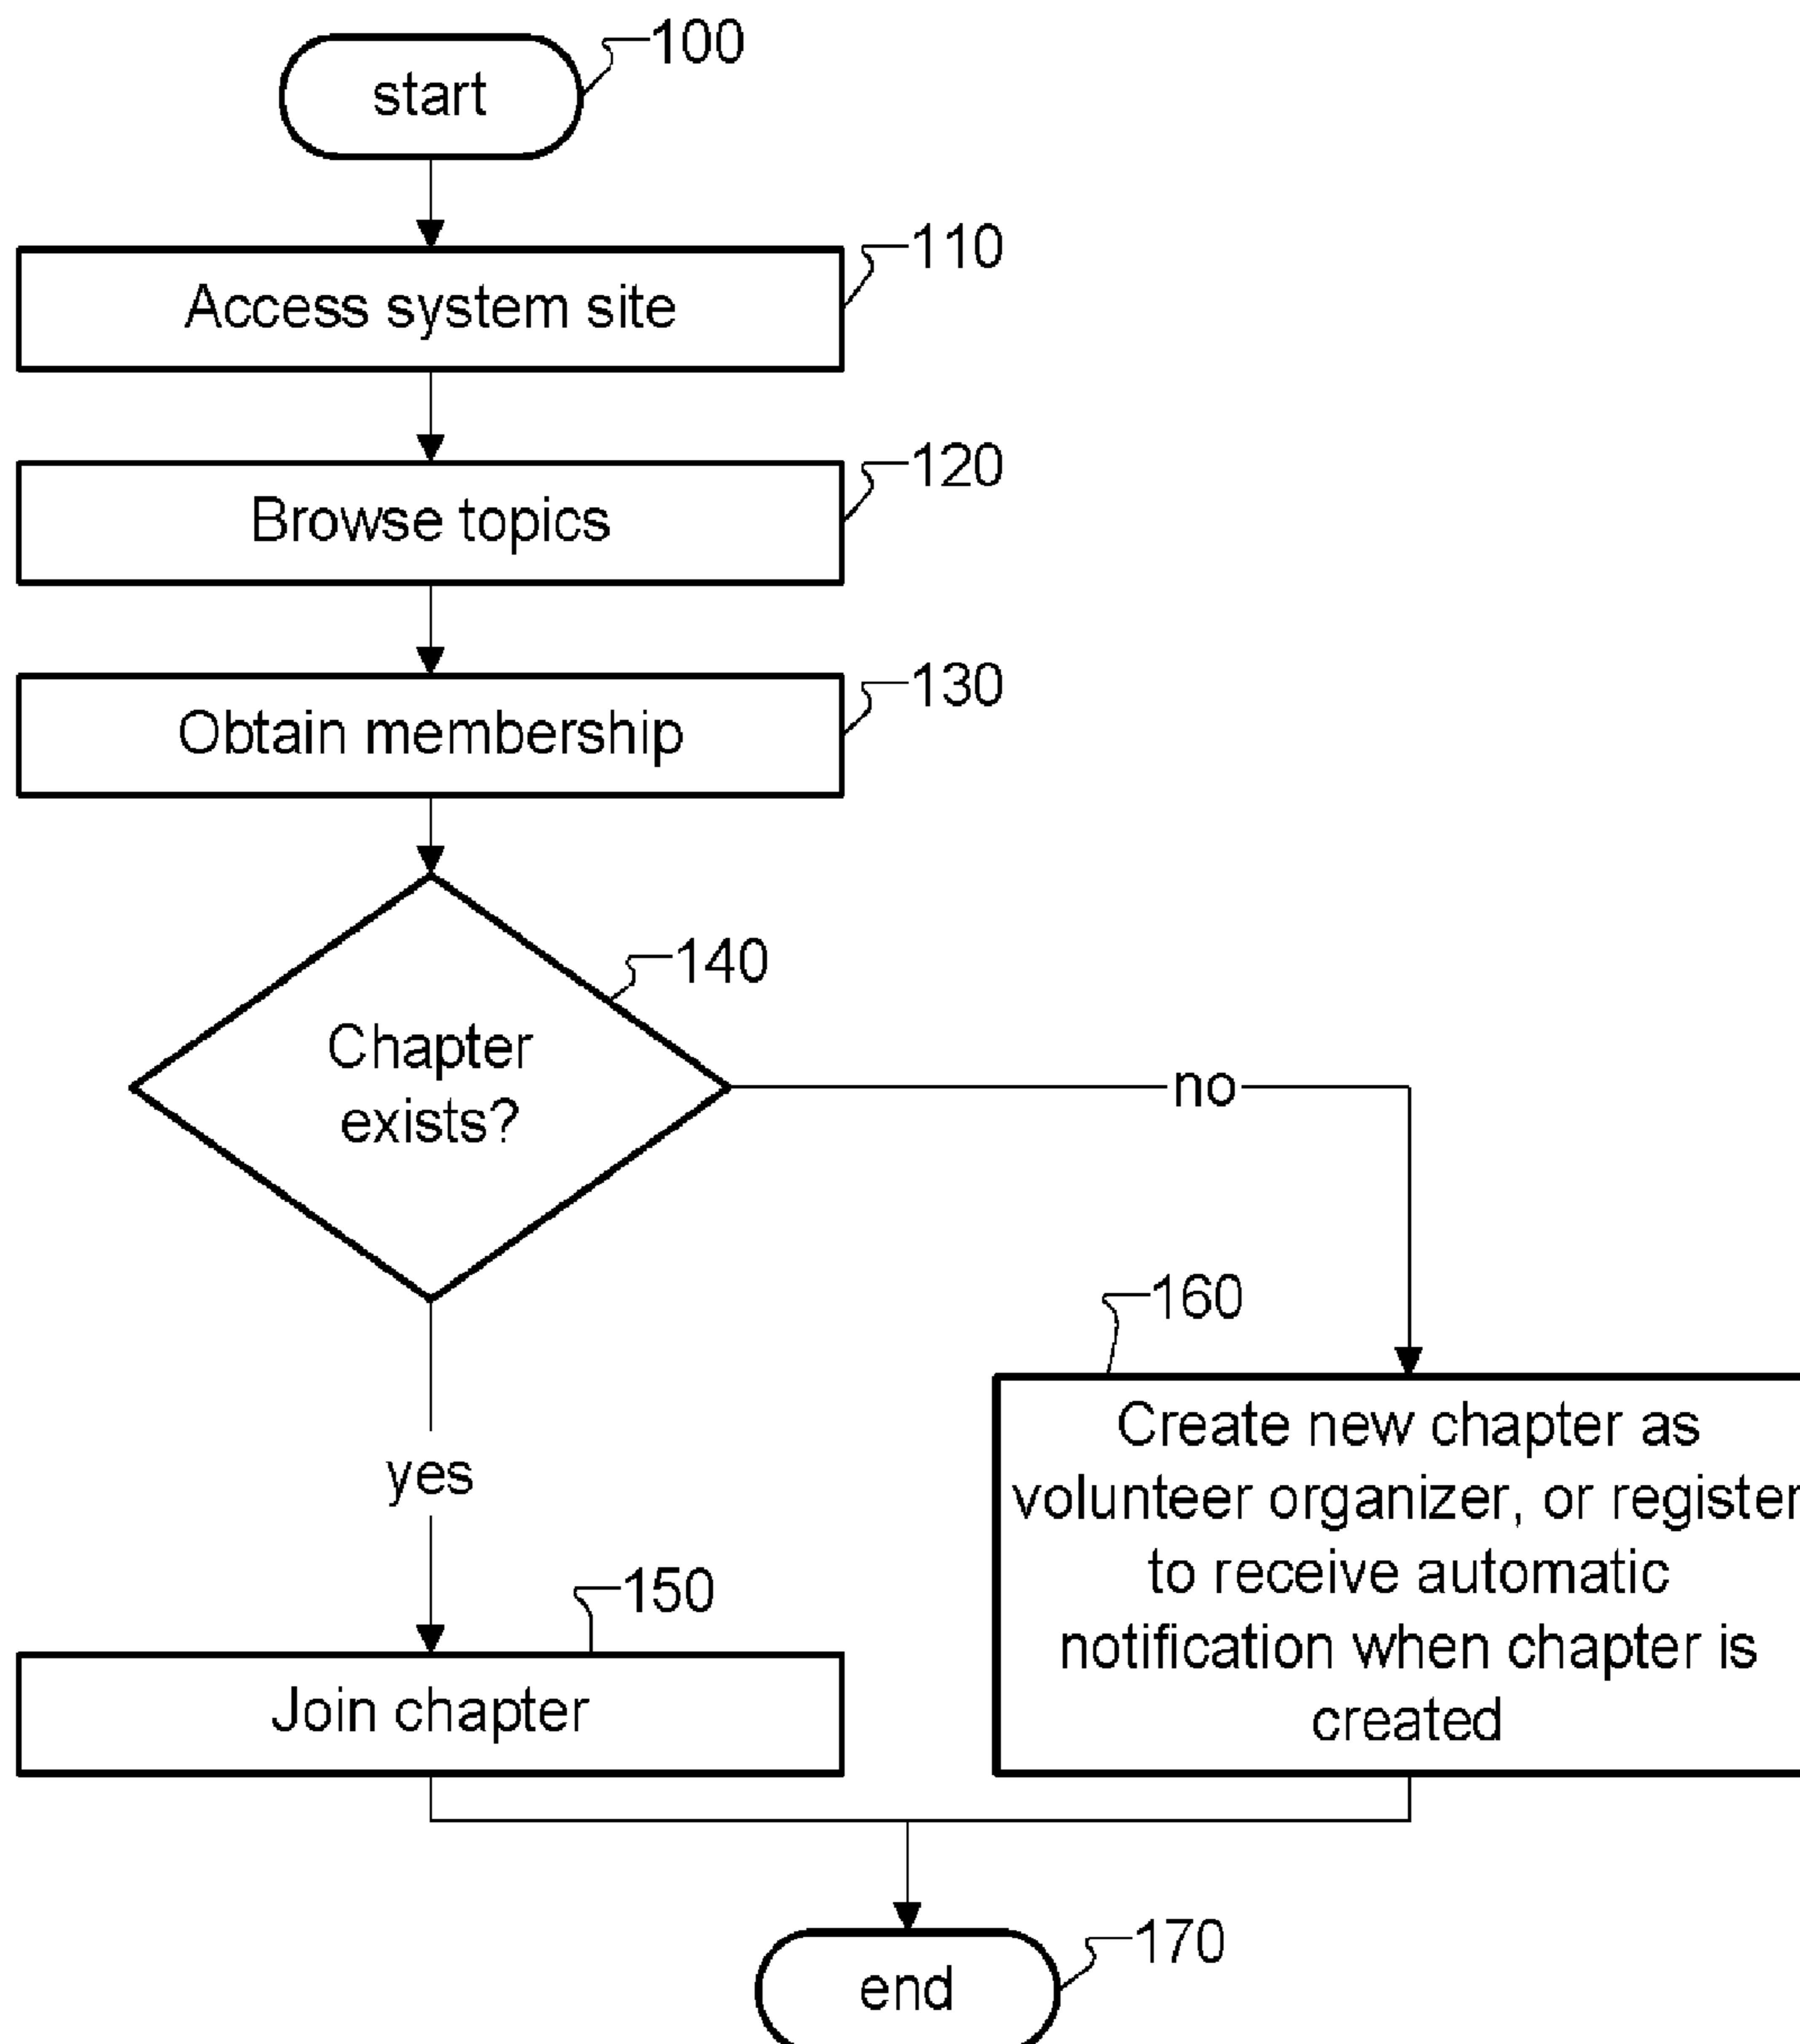 start
100
Access system site
110
Browse topics
120
Obtain membership
130
140
Chapter
exists?
no
yes
160
Create new chapter as
volunteer organizer, or register
to receive automatic
notification when chapter is
created
150
Join chapter
170
end